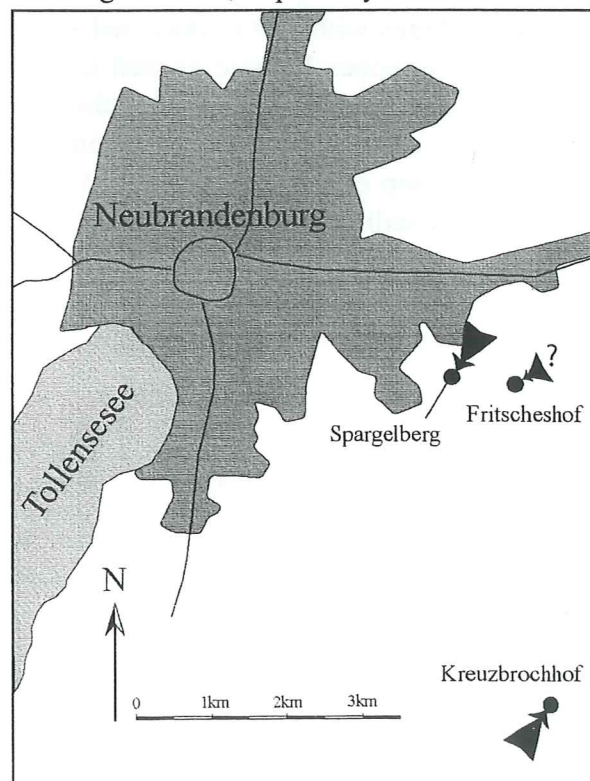 Neubrandenburg
?
Fritscheshof
Spargelberg
Tollensesee
N
Kreuzbrochhof
0 1km 2km 3km